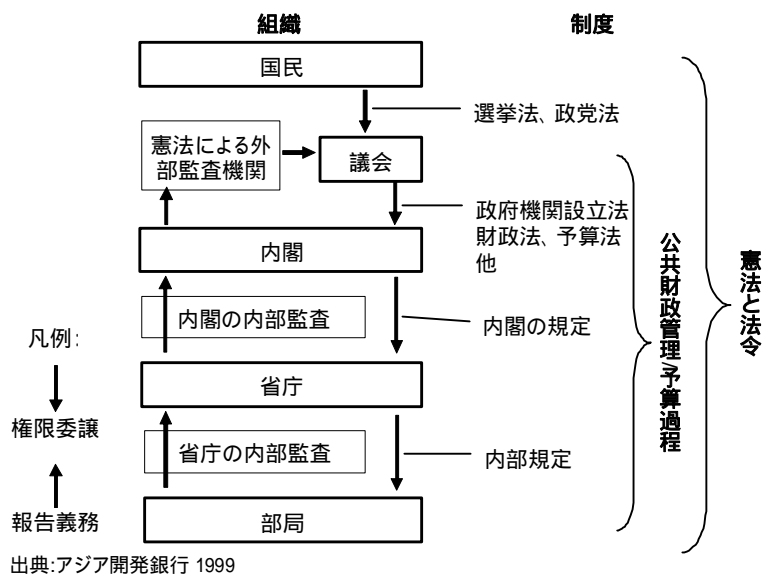 組織
制度
国民
選挙法、政党法
憲法による外
部監査機関
議会
政府機関設立法
財政法、予算法
他
内閣
内閣の内部監査
内閣の規定
省庁
省庁の内部監査
内部規定
部局
公共財政管理/予算過程
憲法と法令
凡例:
権限委譲
報告義務
出典:アジア開発銀行 1999